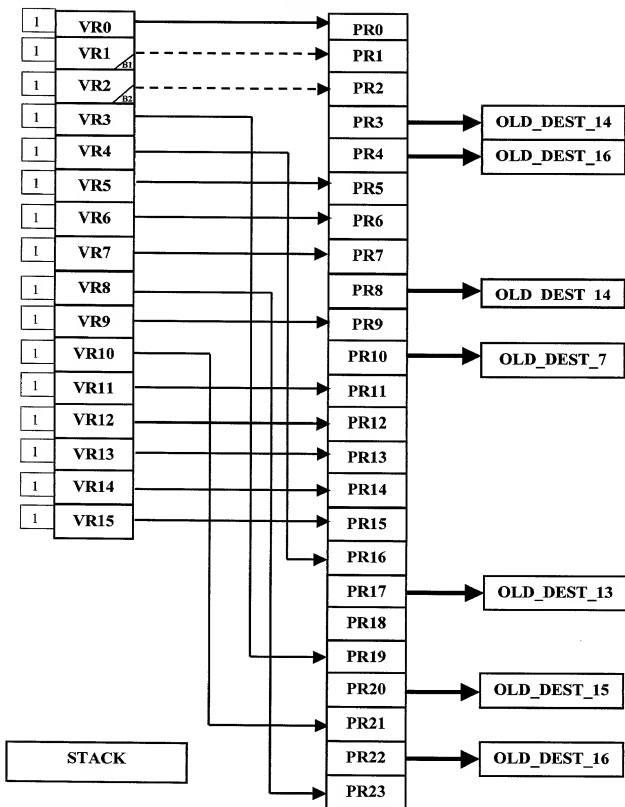 1 VR0 PR0
1 VR1 B1 PR1
1 VR2 B2 PR2
1 VR3 PR3 OLD_DEST_14
1 VR4 PR4 OLD_DEST_16
1 VR5 PR5
1 VR6 PR6
1 VR7 PR7
1 VR8 PR8 OLD DEST 14
1 VR9 PR9
1 VR10 PR10 OLD_DEST_7
1 VR11 PR11
1 VR12 PR12
1 VR13 PR13
1 VR14 PR14
1 VR15 PR15
PR16
PR17 OLD_DEST_13
PR18
PR19
PR20 OLD_DEST_15
PR21
STACK PR22 OLD_DEST_16
PR23